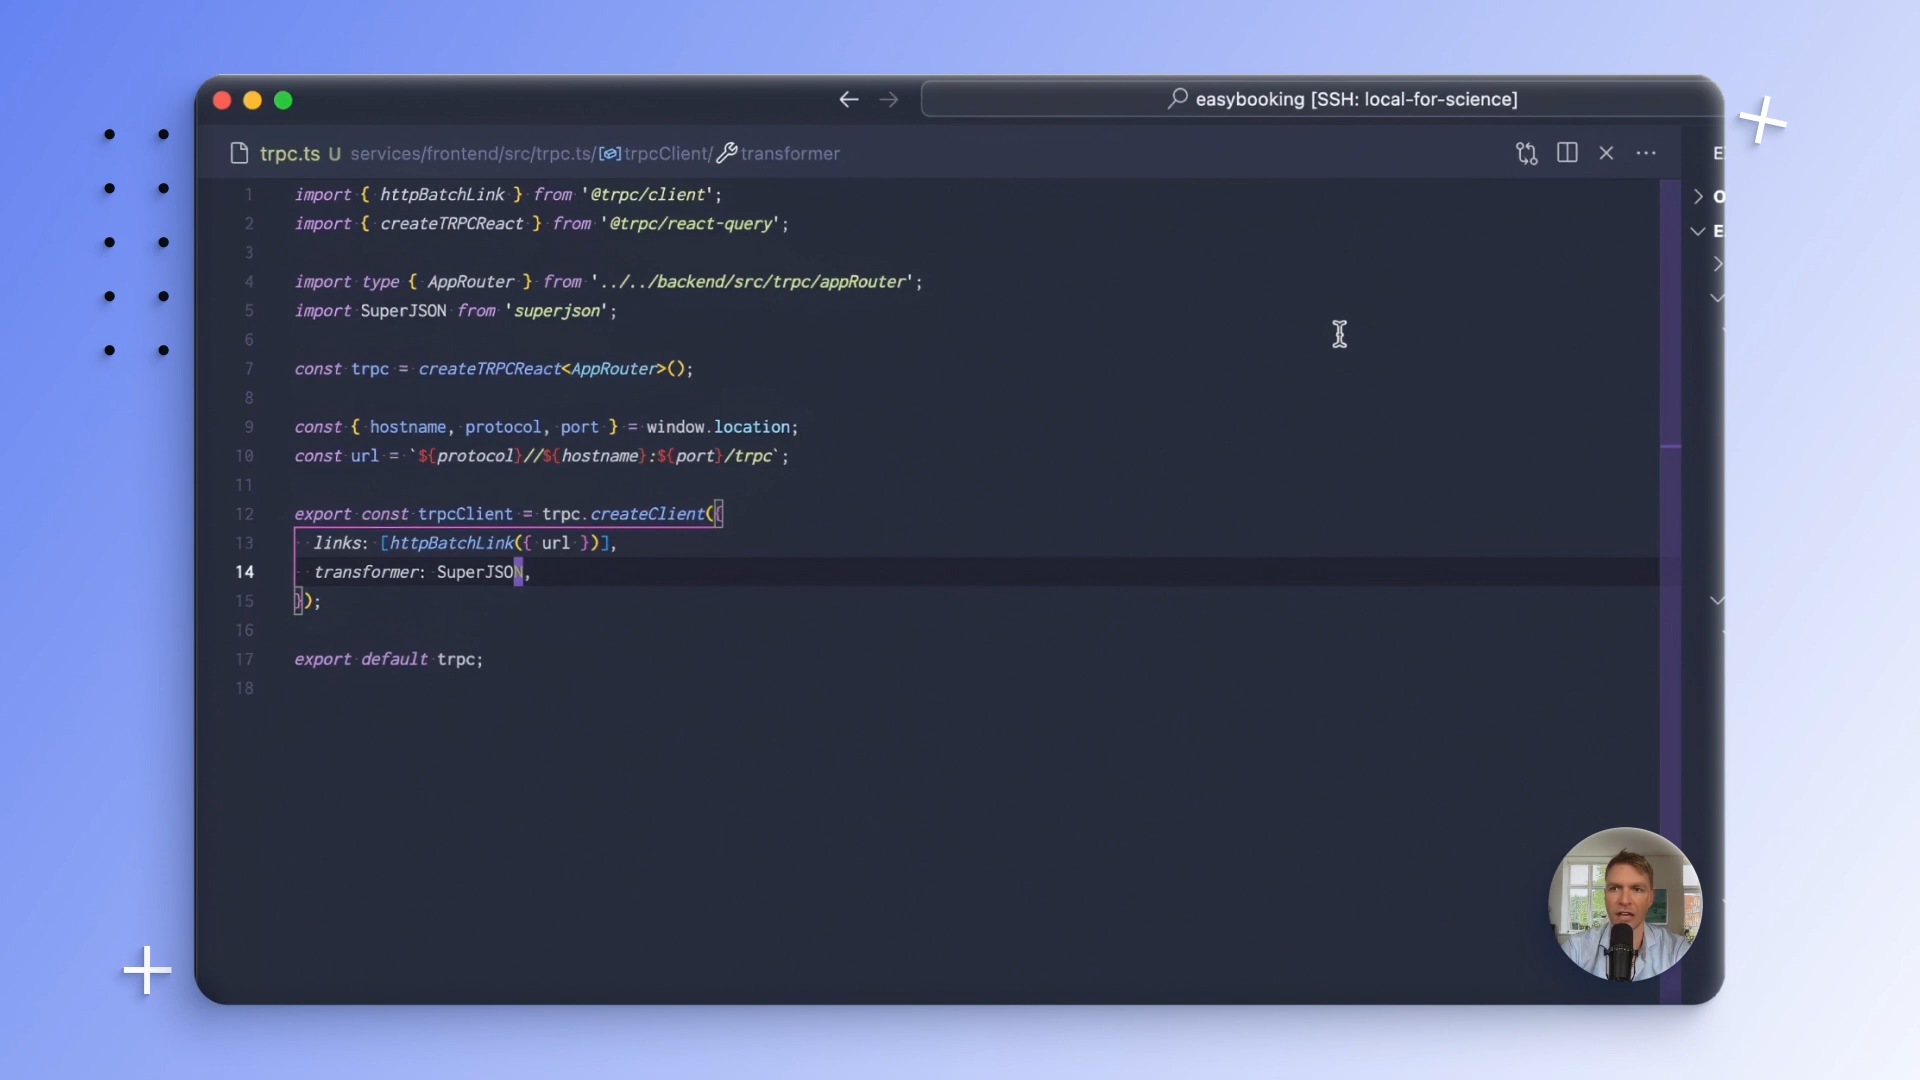 easybooking [SSH: local-for-science]
trpc.ts U services/frontend/src/trpc.ts/trpcClient/transformer
1 import { httpBatchLink } from '@trpc/client';
2 import { createTRPCReact } from '@trpc/react-query';
3
4 import type { AppRouter } from '../../backend/src/trpc/appRouter';
5 import SuperJSON from 'superjson';
6
7 const trpc = createTRPCReact<AppRouter>();
8
9 const { hostname, protocol, port } = window.location;
10 const url = `${protocol}//${hostname}:${port}/trpc`;
11
12 export const trpcClient = trpc.createClient({
13 links: [httpBatchLink({ url })],
14 transformer: SuperJSON,
15 });
16
17 export default trpc;
18